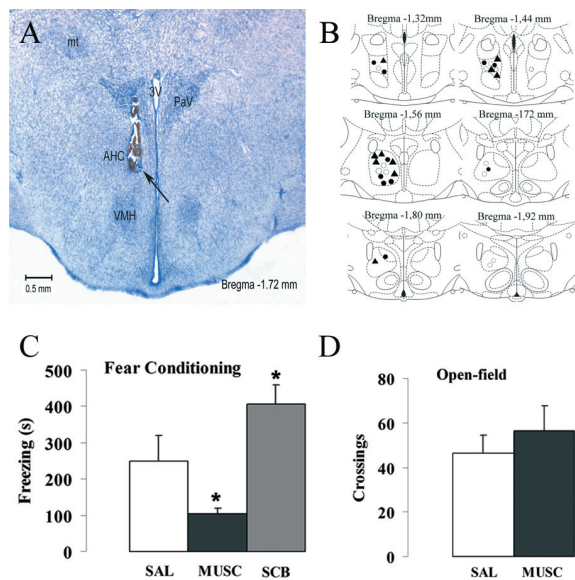 A
mt
3V
PaV
AHC
VMH
0.5 mm
Bregma -1.72 mm
B
Bregma -1,32mm
Bregma -1,44 mm
Bregma -1,56 mm
Bregma -172 mm
Bregma -1,80 mm
Bregma -1,92 mm
C
Fear Conditioning
Freezing (s)
500
400
300
200
100
0
*
*
SAL
MUSC
SCB
D
Open-field
Crossings
80
60
40
20
0
SAL
MUSC